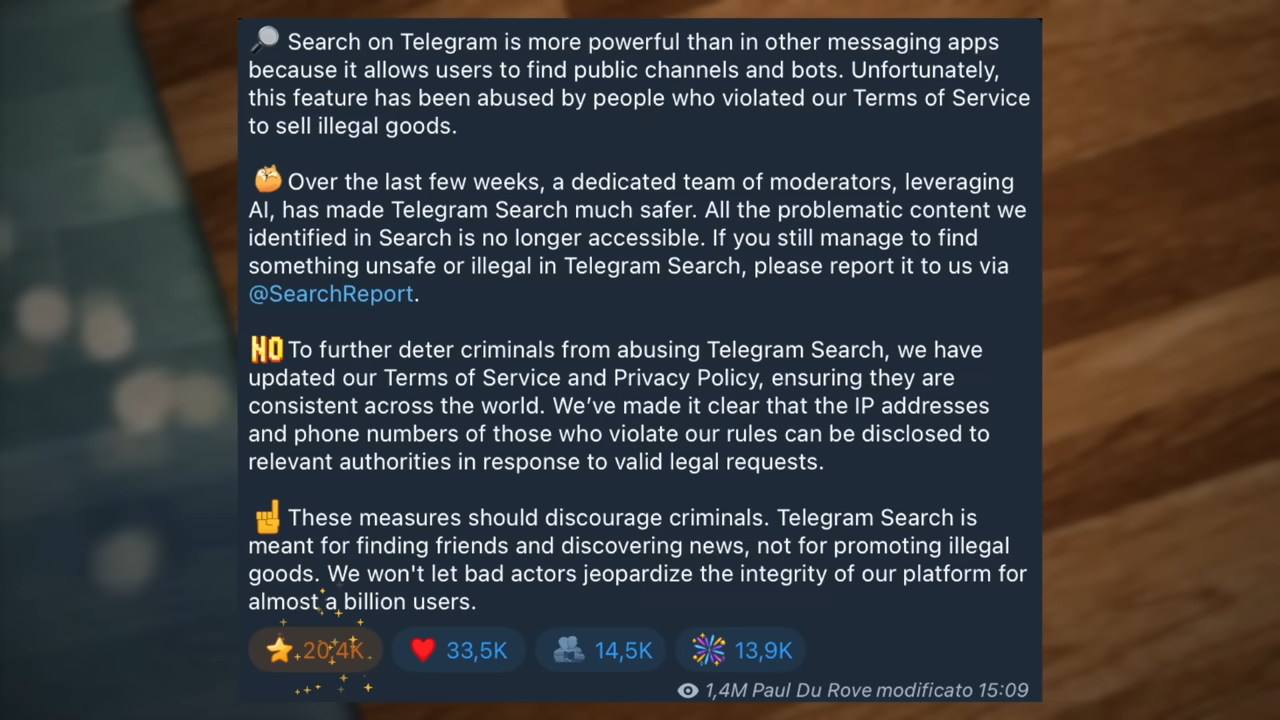 Search on Telegram is more powerful than in other messaging apps
because it allows users to find public channels and bots. Unfortunately,
this feature has been abused by people who violated our Terms of Service
to sell illegal goods.
Over the last few weeks, a dedicated team of moderators, leveraging
AI, has made Telegram Search much safer. All the problematic content we
identified in Search is no longer accessible. If you still manage to find
something unsafe or illegal in Telegram Search, please report it to us via
@SearchReport.
NO To further deter criminals from abusing Telegram Search, we have
updated our Terms of Service and Privacy Policy, ensuring they are
consistent across the world. We’ve made it clear that the IP addresses
and phone numbers of those who violate our rules can be disclosed to
relevant authorities in response to valid legal requests.
These measures should discourage criminals. Telegram Search is
meant for finding friends and discovering news, not for promoting illegal
goods. We won't let bad actors jeopardize the integrity of our platform for
almost a billion users.
20,4K 33,5K 14,5K 13,9K
1,4M Paul Du Rove modificato 15:09